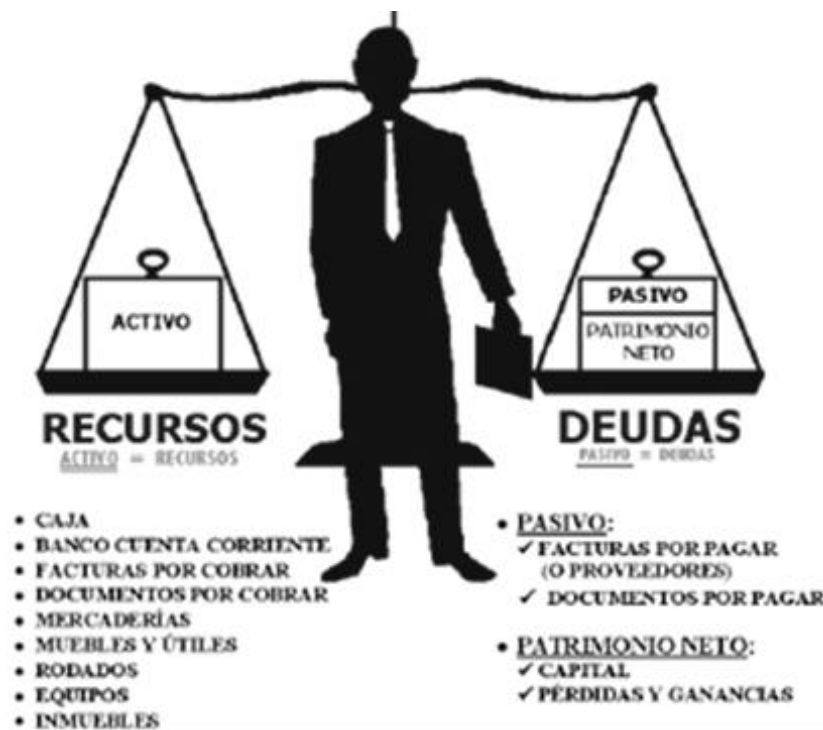 ACTIVO
RECURSOS
ACTIVO = RECURSOS
• CAJA
• BANCO CUENTA CORRIENTE
• FACTURAS POR COBRAR
• DOCUMENTOS POR COBRAR
• MERCADERÍAS
• MUEBLES Y ÚTILES
• RODADOS
• EQUIPOS
• INMUEBLES
PASIVO
PATRIMONIO
NETO
DEUDAS
PASIVO = DEUDAS
• PASIVO:
✓ FACTURAS POR PAGAR
(O PROVEEDORES)
✓ DOCUMENTOS POR PAGAR
• PATRIMONIO NETO:
✓ CAPITAL
✓ PÉRDIDAS Y GANANCIAS